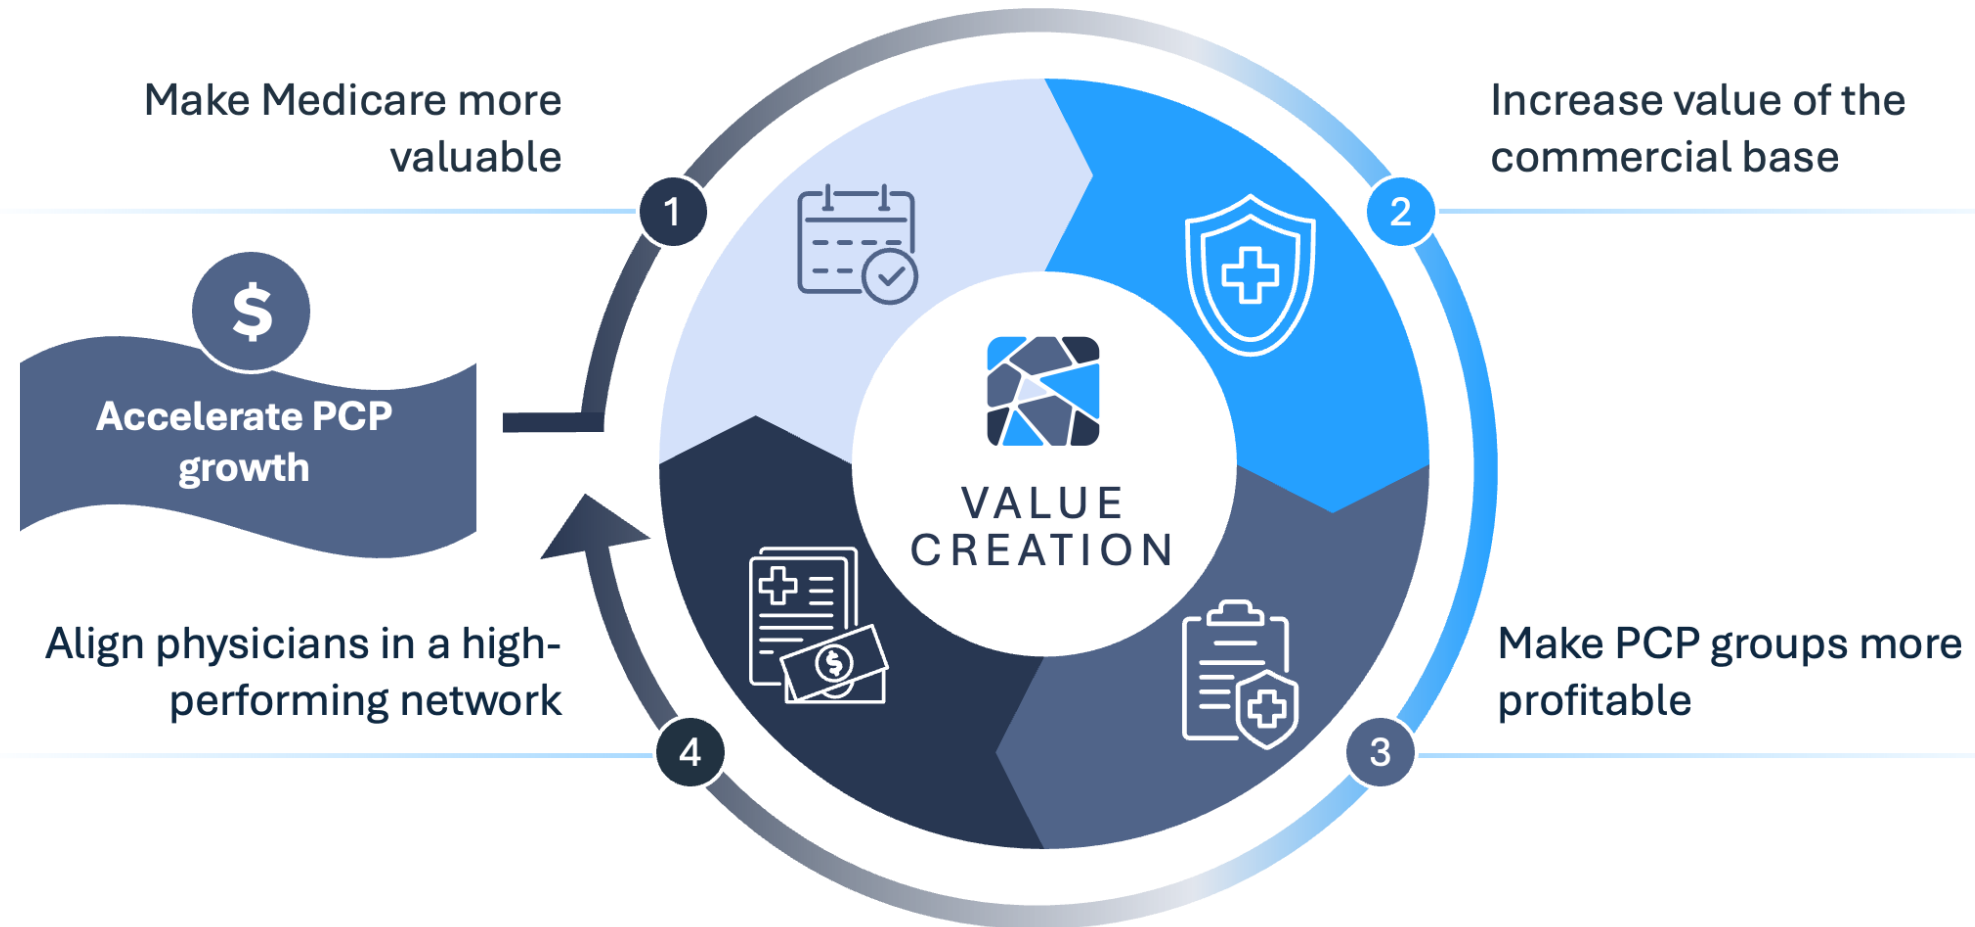 Make Medicare more
valuable
1
Increase value of the
commercial base
2
$
Accelerate PCP
growth
VALUE
CREATION
Make PCP groups more
profitable
3
Align physicians in a high-
performing network
4
$